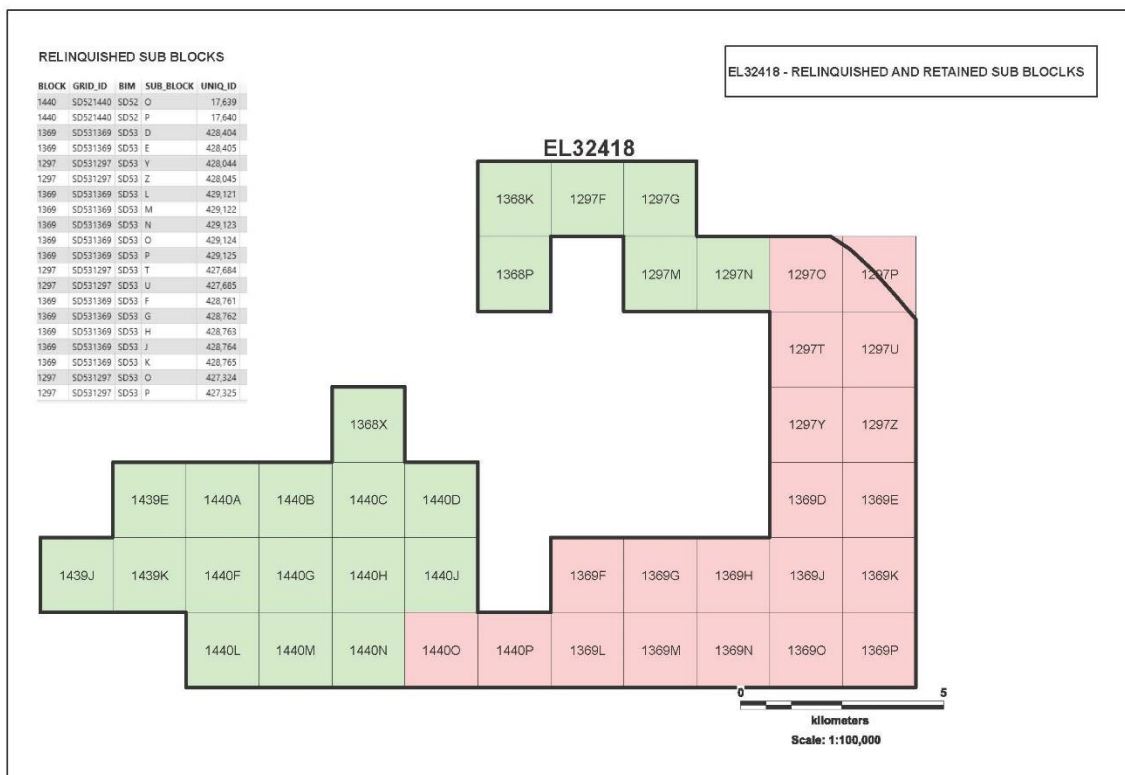 RELINQUISHED SUB BLOCKS
EL32418 - RELINQUISHED AND RETAINED SUB BLOCLKS
BLOCK GRID_ID BIM SUB_BLOCK UNIQ_ID
1440 SD521440 SD52 O 17,639
1440 SD521440 SD52 P 17,640
1369 SD531369 SD53 D 428,404
1369 SD531369 SD53 E 428,405
1297 SD531297 SD53 Y 428,044
1297 SD531297 SD53 Z 428,045
1369 SD531369 SD53 L 429,121
1369 SD531369 SD53 M 429,122
1369 SD531369 SD53 N 429,123
1369 SD531369 SD53 O 429,124
1369 SD531369 SD53 P 429,125
1297 SD531297 SD53 T 427,684
1297 SD531297 SD53 U 427,685
1369 SD531369 SD53 F 428,761
1369 SD531369 SD53 G 428,762
1369 SD531369 SD53 H 428,763
1369 SD531369 SD53 J 428,764
1369 SD531369 SD53 K 428,765
1297 SD531297 SD53 O 427,324
1297 SD531297 SD53 P 427,325
EL32418
1368K 1297F 1297G
1368P 1297M 1297N 1297O 1297P
1297T 1297U
1368X 1297Y 1297Z
1439E 1440A 1440B 1440C 1440D 1369D 1369E
1439J 1439K 1440F 1440G 1440H 1440J 1369F 1369G 1369H 1369J 1369K
1440L 1440M 1440N 1440O 1440P 1369L 1369M 1369N 1369O 1369P
0 5
kilometers
Scale: 1:100,000